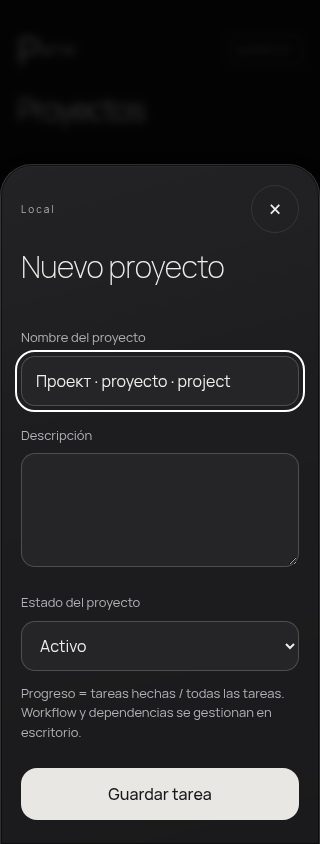 Proyectos
Local
Nuevo proyecto
Nombre del proyecto
Проект · proyecto · project
Descripción
Estado del proyecto
Activo
Progreso = tareas hechas / todas las tareas.
Workflow y dependencias se gestionan en
escritorio.
Guardar tarea